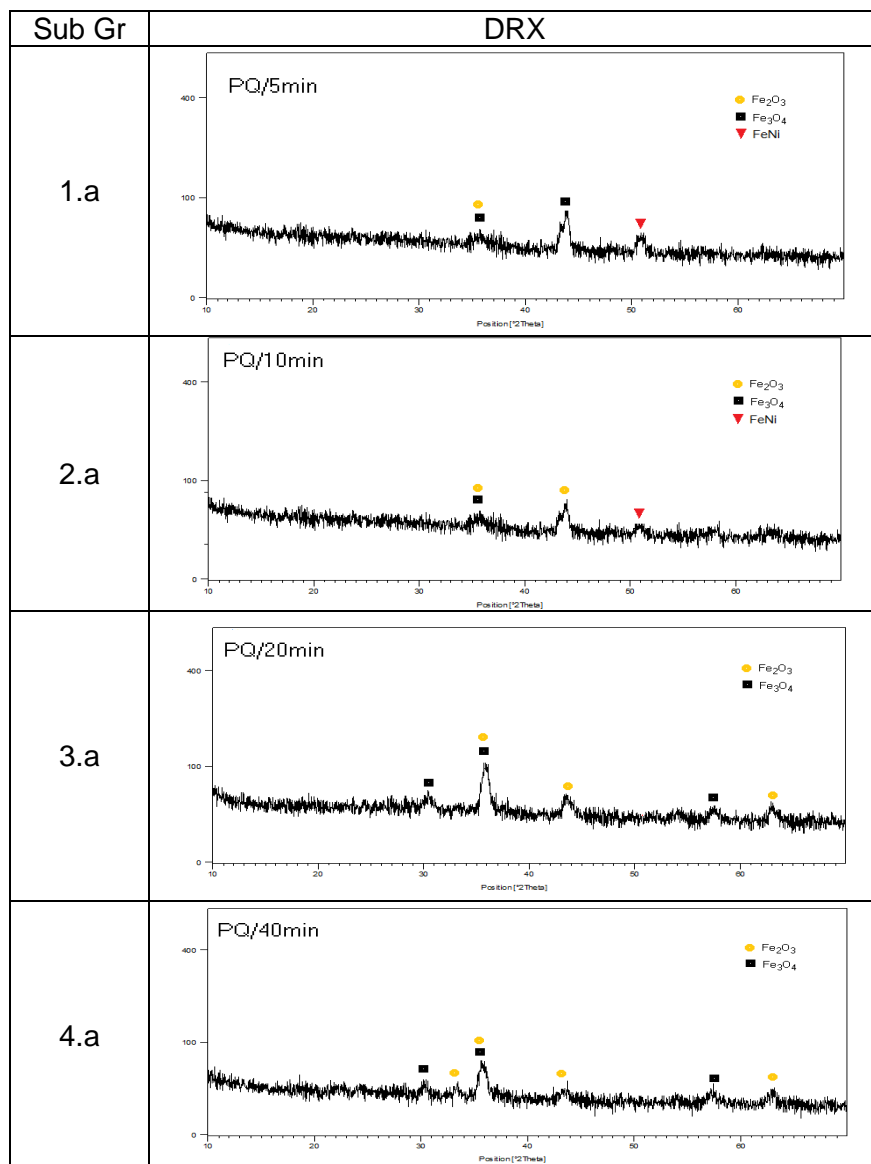 Sub Gr DRX
1.a
PQ/5min
Fe₂O₃
Fe₃O₄
FeNi
400
100
0
10 20 30 40 50 60
Position [°2Theta]
2.a
PQ/10min
Fe₂O₃
Fe₃O₄
FeNi
400
100
0
10 20 30 40 50 60
Position [°2Theta]
3.a
PQ/20min
Fe₂O₃
Fe₃O₄
400
100
0
10 20 30 40 50 60
Position [°2Theta]
4.a
PQ/40min
Fe₂O₃
Fe₃O₄
400
100
0
10 20 30 40 50 60
Position [°2Theta]